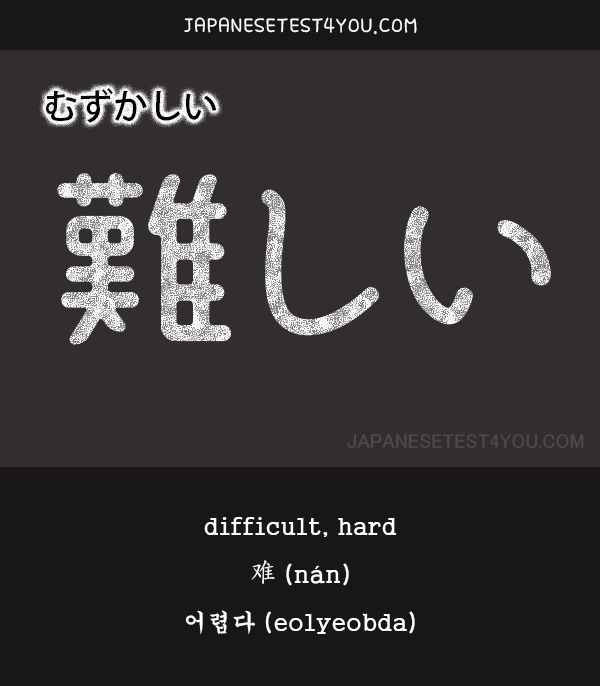 JAPANESETEST4YOU.COM
むずかしい
難しい
JAPANESETEST4YOU.COM
difficult, hard
难 (nán)
어렵다 (eolyeobda)